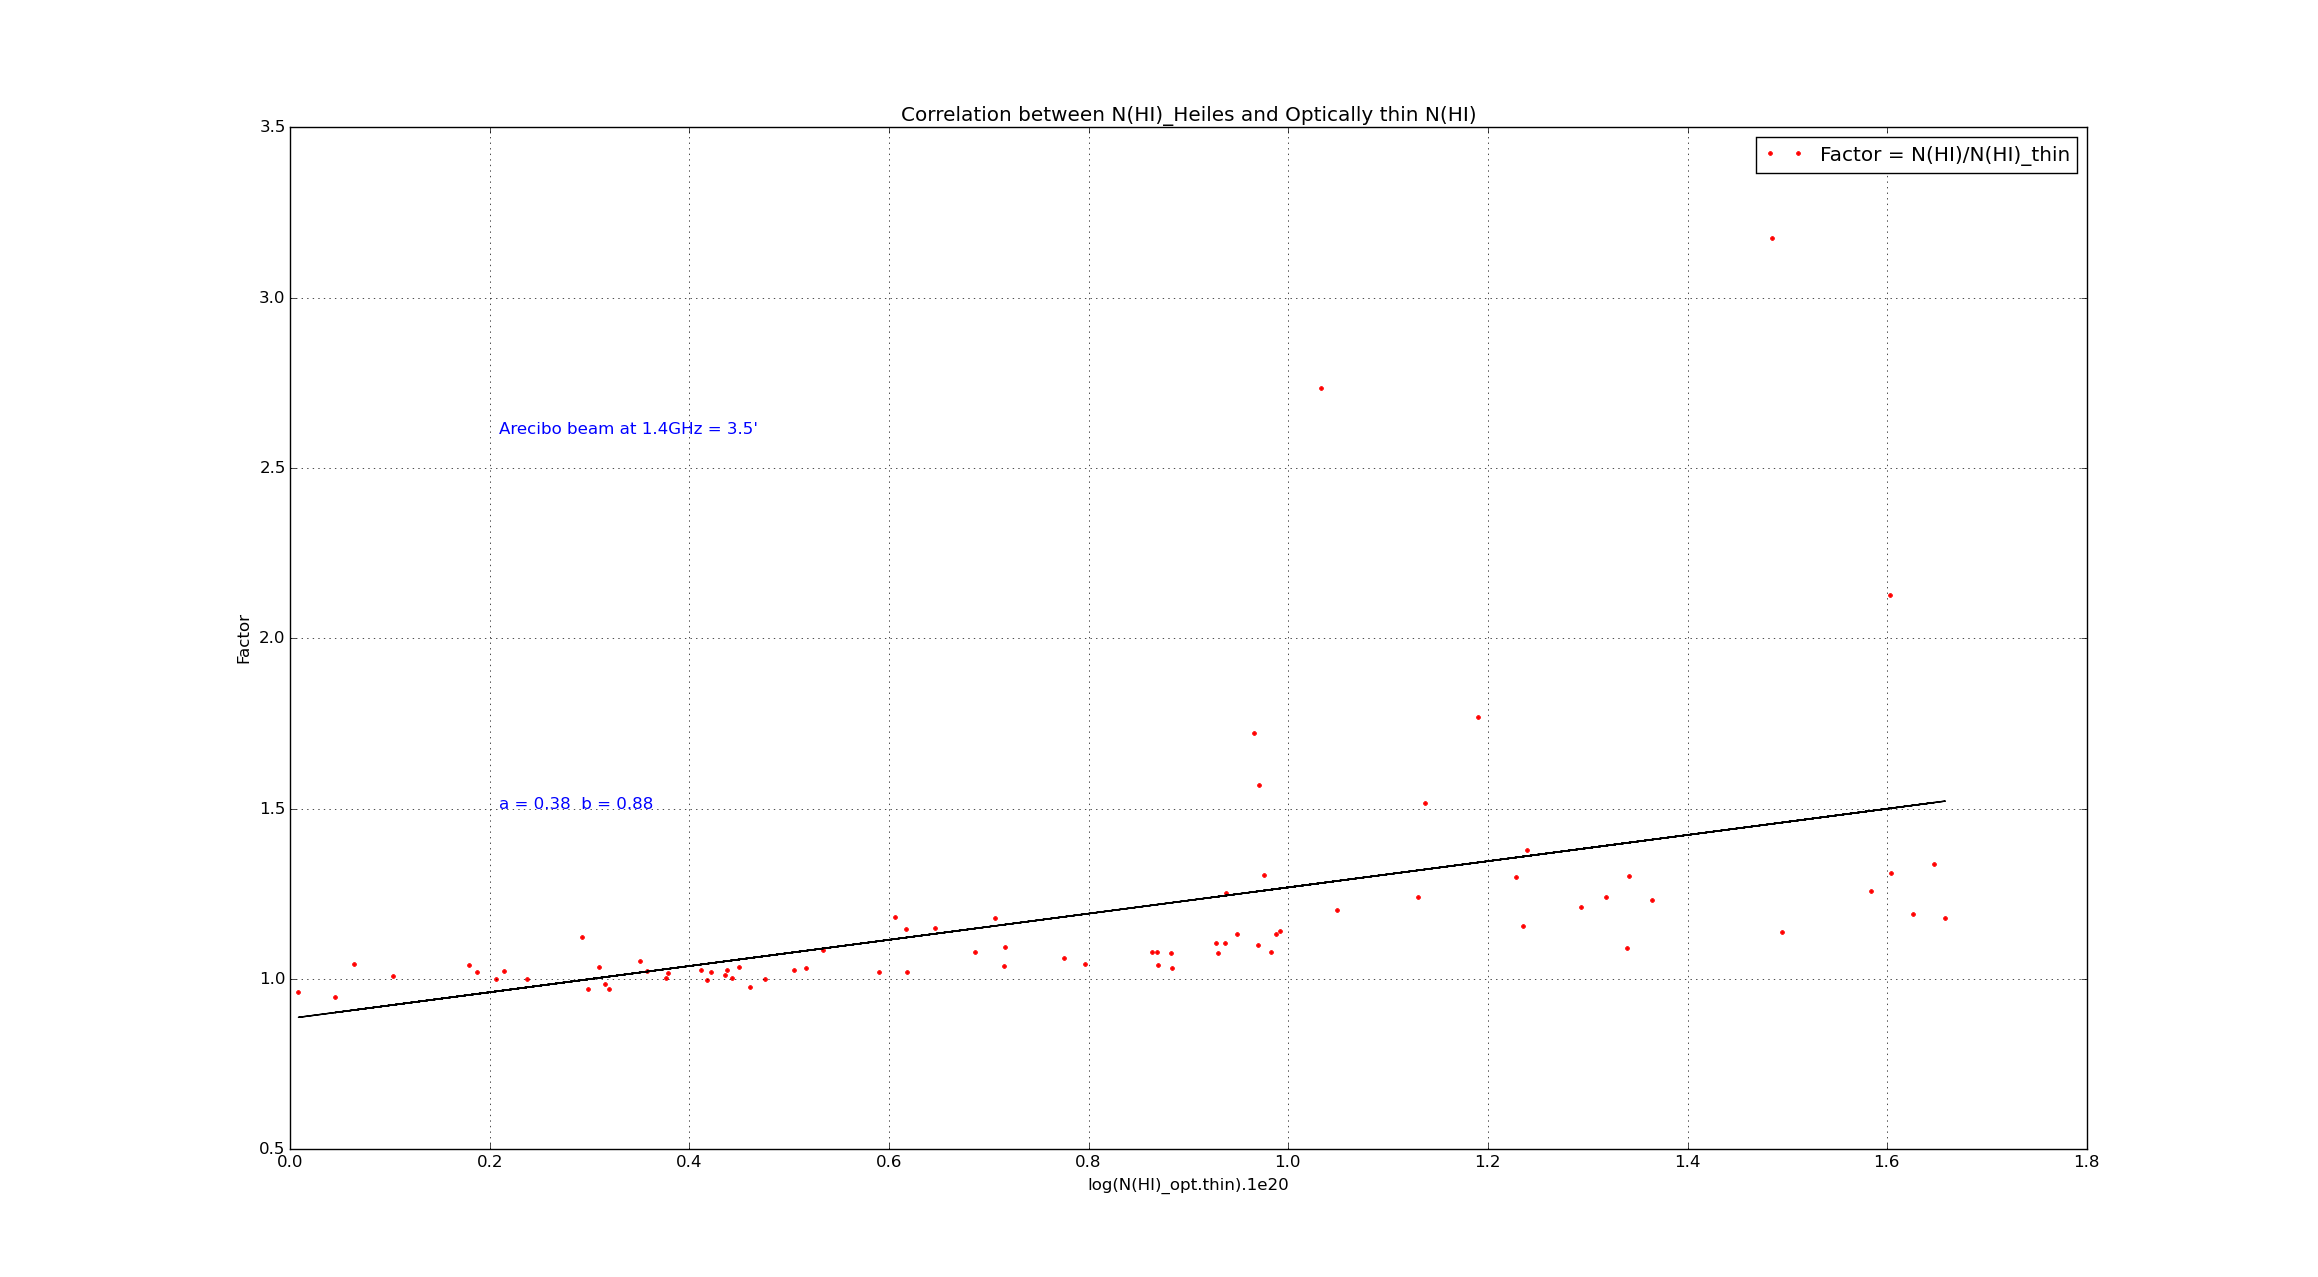 Correlation between N(HI)_Heiles and Optically thin N(HI)
3.5
Factor = N(HI)/N(HI)_thin
3.0
Arecibo beam at 1.4GHz = 3.5'
2.5
2.0
Factor
a = 0.38  b = 0.88
1.5
1.0
0.5
0.0 0.2 0.4 0.6 0.8 1.0 1.2 1.4 1.6 1.8
log(N(HI)_opt.thin).1e20